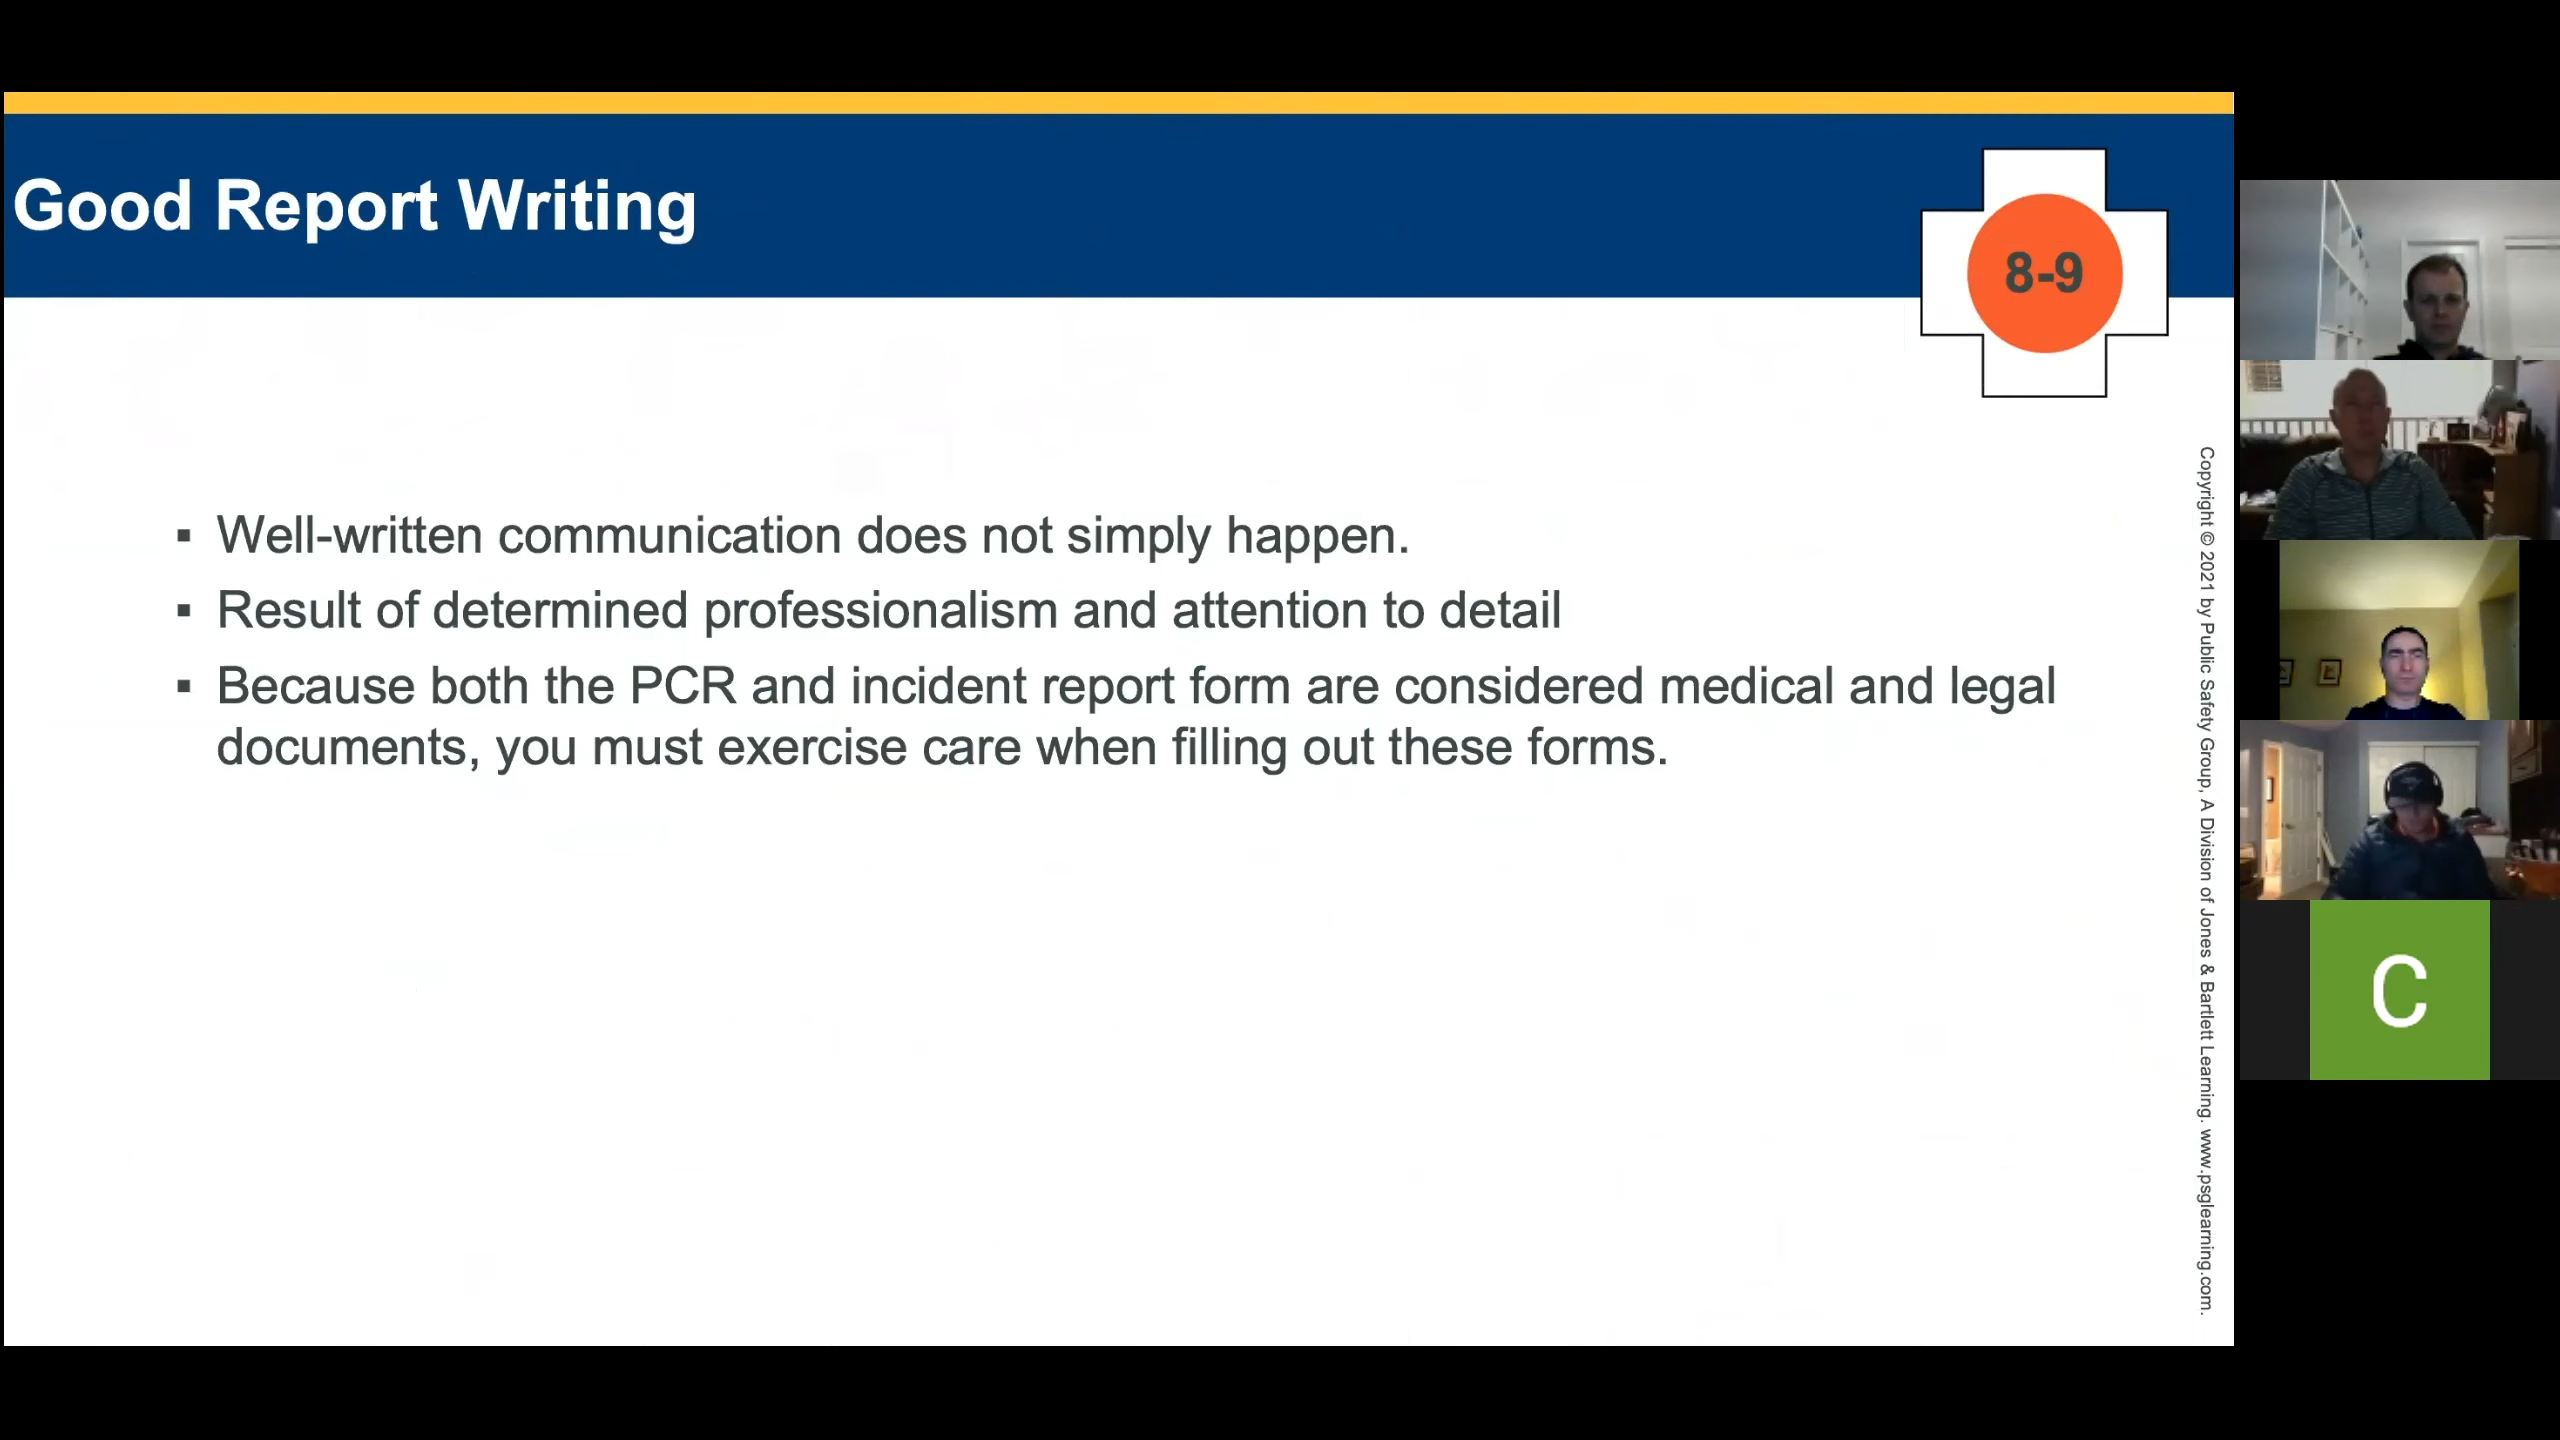 Good Report Writing
8-9
▪ Well-written communication does not simply happen.
▪ Result of determined professionalism and attention to detail
▪ Because both the PCR and incident report form are considered medical and legal
documents, you must exercise care when filling out these forms.
Copyright © 2021 by Public Safety Group, A Division of Jones & Bartlett Learning. www.psglearning.com.
C